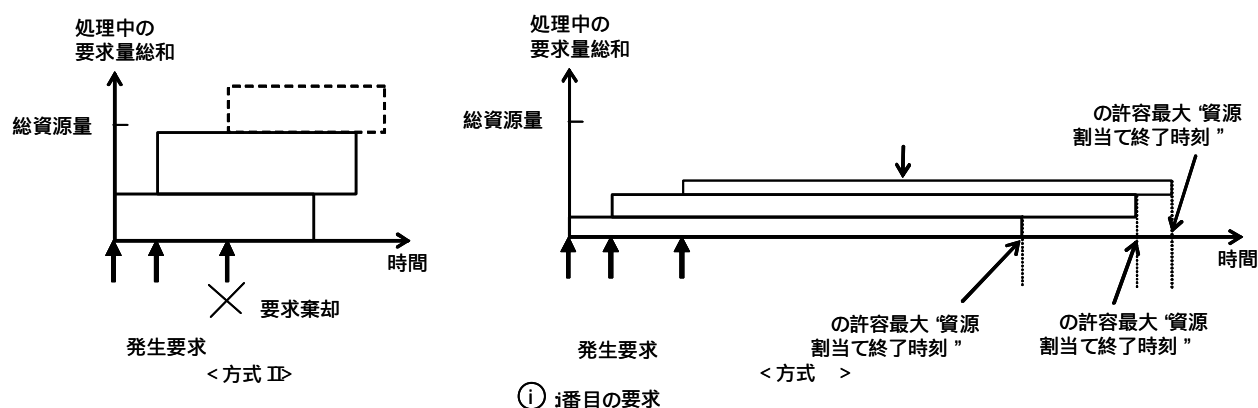 処理中の
要求量総和
総資源量
時間
要求棄却
発生要求
<方式 II>
処理中の
要求量総和
総資源量
の許容最大 “資源
割当て終了時刻 ”
時間
の許容最大 “資源
割当て終了時刻 ”
の許容最大 “資源
割当て終了時刻 ”
発生要求
<方式 >
i i番目の要求